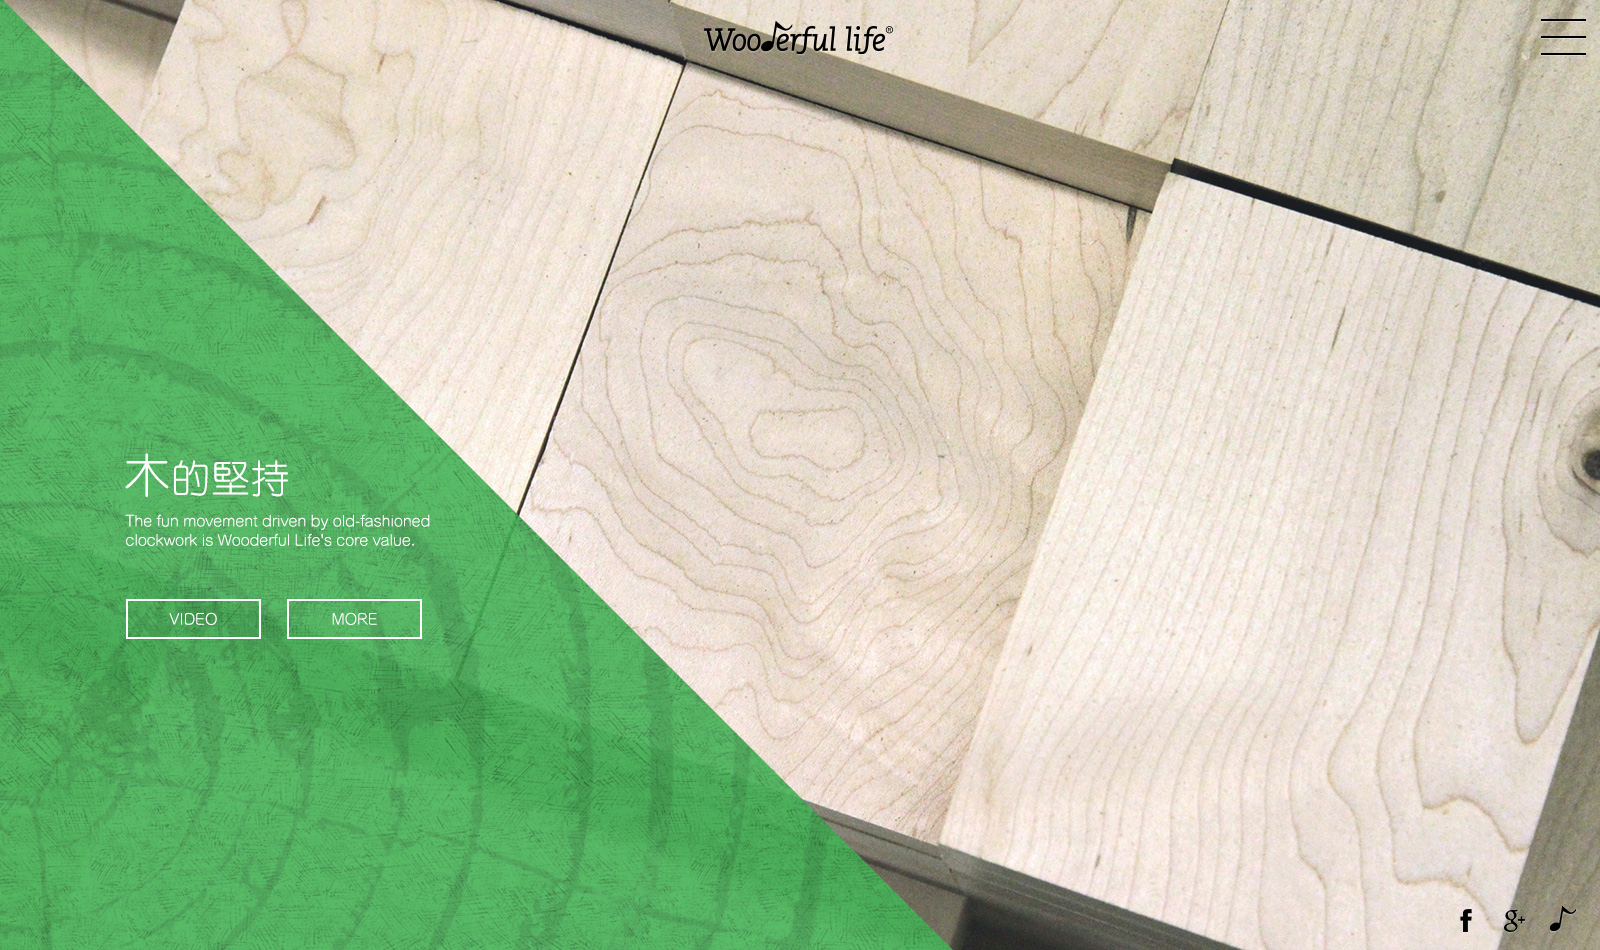 Wooderful life®
木的堅持
The fun movement driven by old-fashioned
clockwork is Wooderful Life's core value.
VIDEO MORE
f g+